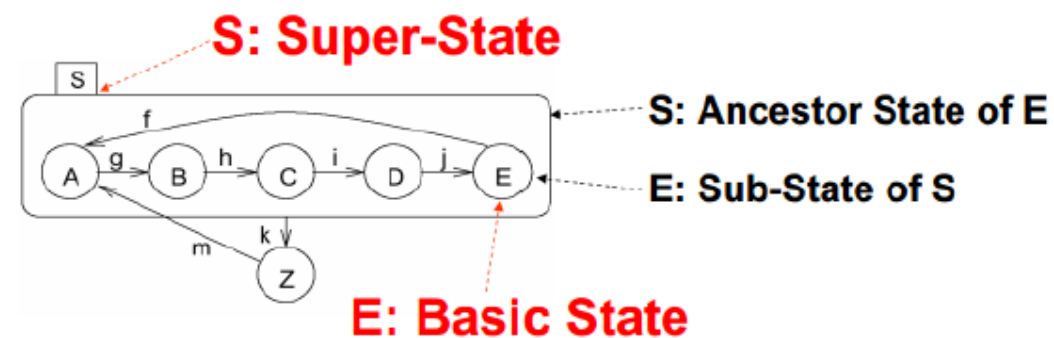 S: Super-State
S
S: Ancestor State of E
f
g h i j
A B C D E
E: Sub-State of S
k
m
Z
E: Basic State